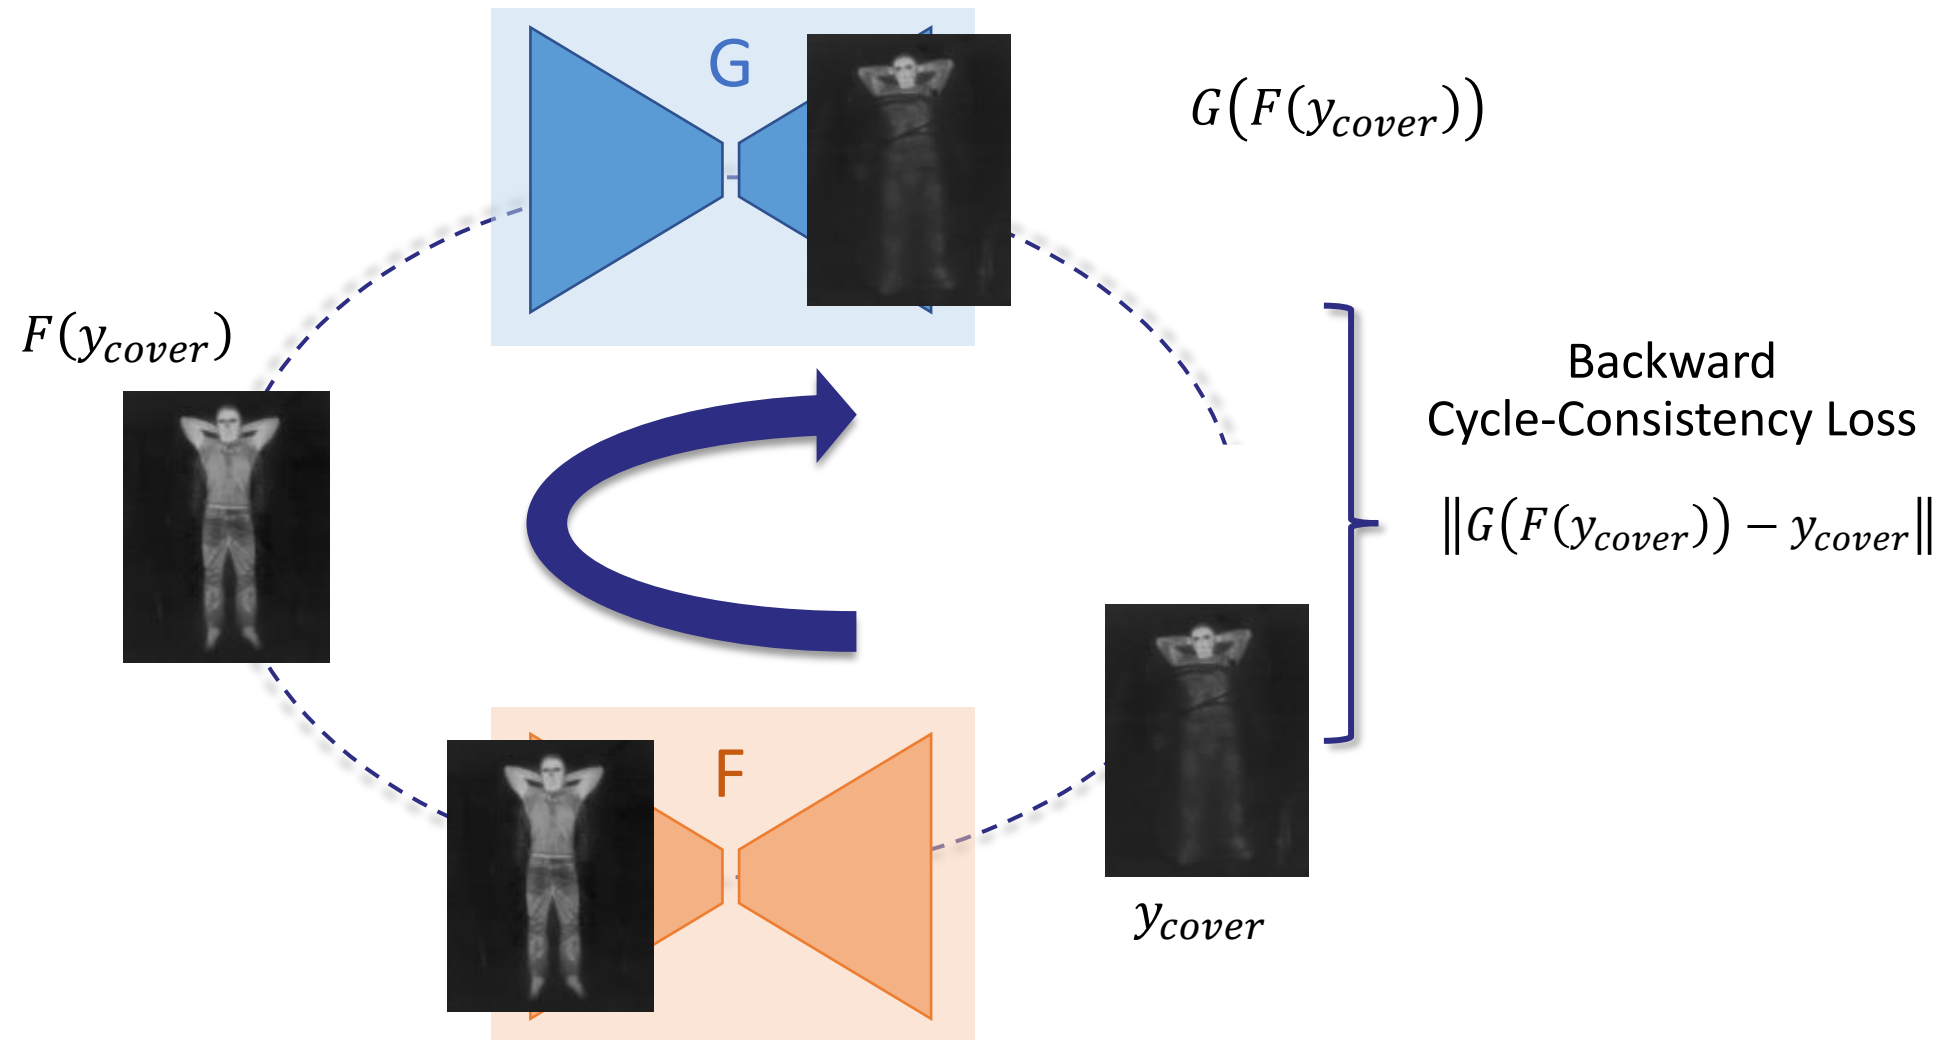 G
G(F(y_cover))
F(y_cover)
Backward
Cycle-Consistency Loss
‖G(F(y_cover)) − y_cover‖
F
y_cover